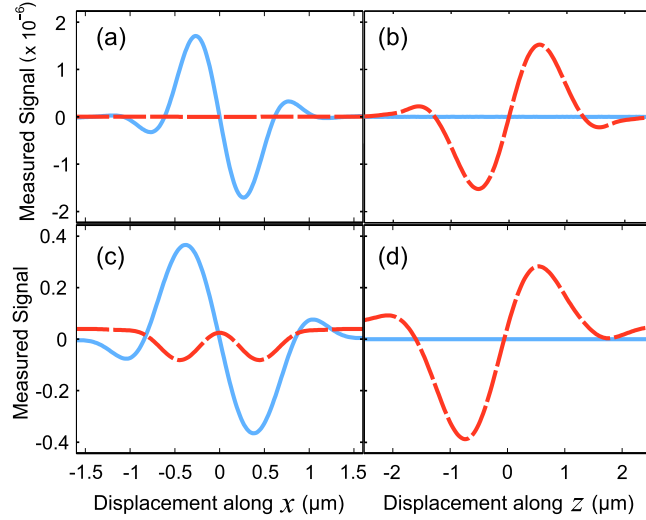 (a)
(b)
Measured Signal (x 10⁻⁶)
2
1
0
-1
-2
(c)
(d)
Measured Signal
0.4
0.2
0
-0.2
-0.4
-1.5 -1 -0.5 0 0.5 1 1.5
-2 -1 0 1 2
Displacement along x (μm)
Displacement along z (μm)